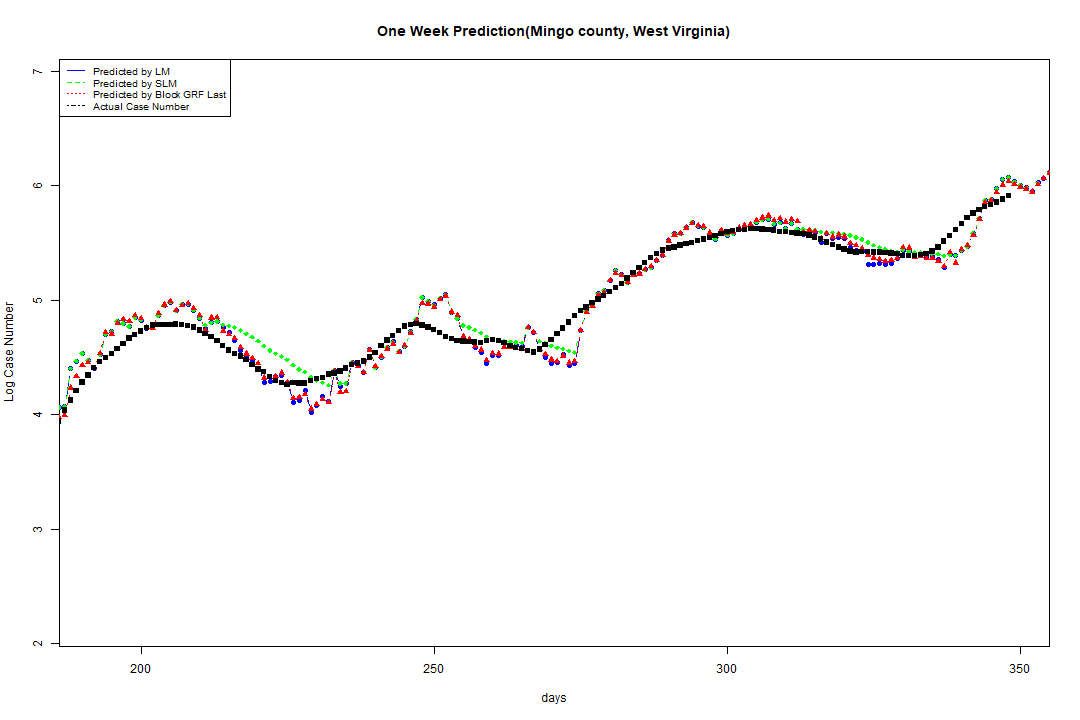 One Week Prediction(Mingo county, West Virginia)
Predicted by LM
Predicted by SLM
Predicted by Block GRF Last
Actual Case Number
Log Case Number
7
6
5
4
3
2
200
250
300
350
days